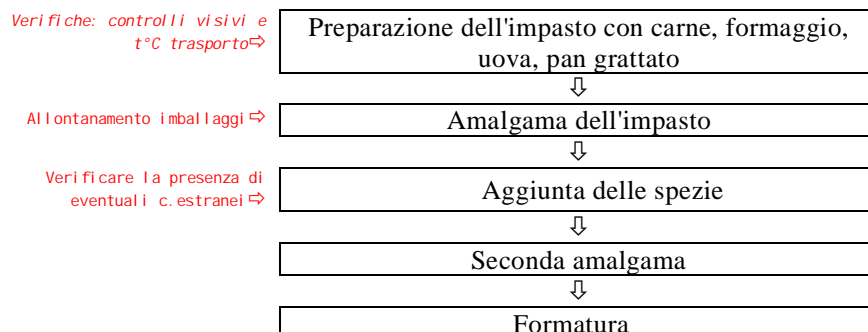 Verifiche: controlli visivi e
t°C trasporto⇨
Preparazione dell'impasto con carne, formaggio,
uova, pan grattato
⇩
Allontanamento imballaggi⇨
Amalgama dell'impasto
⇩
Verificare la presenza di
eventuali c.estranei⇨
Aggiunta delle spezie
⇩
Seconda amalgama
⇩
Formatura